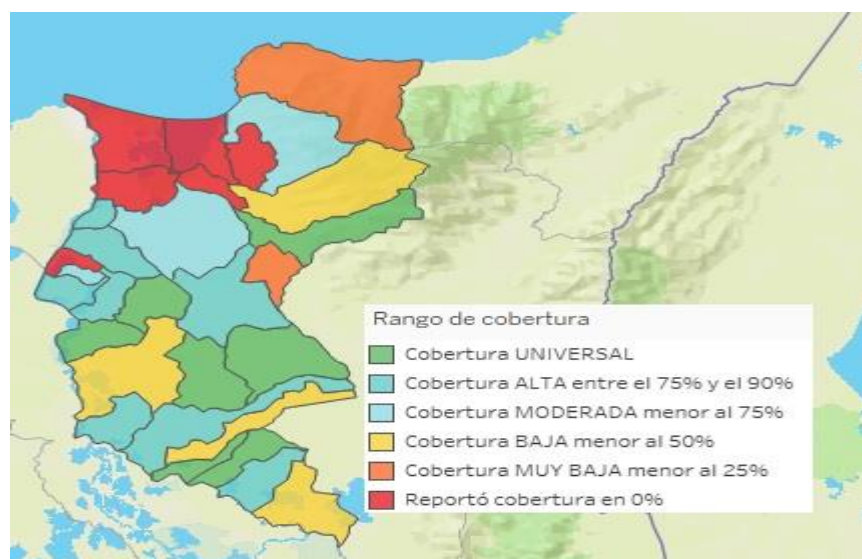 Rango de cobertura
Cobertura UNIVERSAL
Cobertura ALTA entre el 75% y el 90%
Cobertura MODERADA menor al 75%
Cobertura BAJA menor al 50%
Cobertura MUY BAJA menor al 25%
Reportó cobertura en 0%